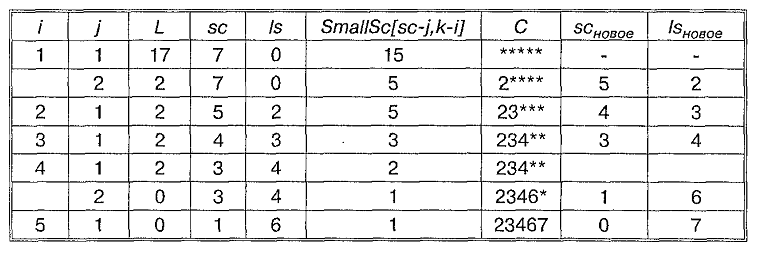 i j L sc ls SmallSc[sc-j,k-i] C sc новое ls новое
1 1 17 7 0 15 ***** - -
2 2 7 0 5 2**** 5 2
2 1 2 5 2 5 23*** 4 3
3 1 2 4 3 3 234** 3 4
4 1 2 3 4 2 234**
2 0 3 4 1 2346* 1 6
5 1 0 1 6 1 23467 0 7